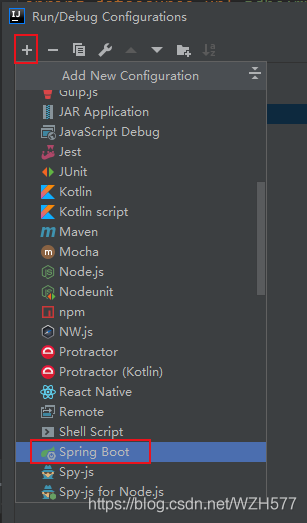 Run/Debug Configurations
Add New Configuration
Gulp.js
JAR Application
JavaScript Debug
Jest
JUnit
Kotlin
Kotlin script
Maven
Mocha
Node.js
Nodeunit
npm
NW.js
Protractor
Protractor (Kotlin)
React Native
Remote
Shell Script
Spring Boot
Spy-js
Spy-js for Node.js
https://blog.csdn.net/WZH577